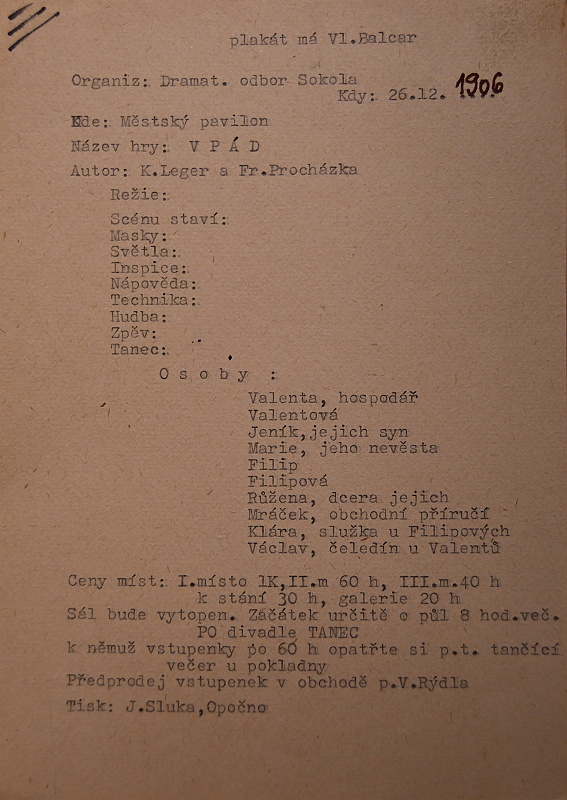 plakát má Vl.Balcar
Organiz: Dramat. odbor Sokola
Kdy: 26.12. 1906
Kde: Městský pavilon
Název hry: V P Á D
Autor: K.Leger a Fr.Procházka
Režie:
Scénu staví:
Masky:
Světla:
Inspice:
Nápověda:
Technika:
Hudba:
Zpěv:
Tanec:
O s o b y :
Valenta, hospodář
Valentová
Jeník,jejich syn
Marie, jeho nevěsta
Filip
Filipová
Růžena, dcera jejich
Mráček, obchodní příručí
Klára, služka u Filipových
Václav, čeledín u Valentů
Ceny míst: I.místo 1K,II.m 60 h, III.m.40 h
k stání 30 h, galerie 20 h
Sál bude vytopen. Záčátek určitě o půl 8 hod.več.
PO divadle TANEC
k němuž vstupenky po 60 h opatřte si p.t. tančící
večer u pokladny
Předprodej vstupenek v obchodě p.V.Rýdla
Tisk: J.Sluka,Opočno